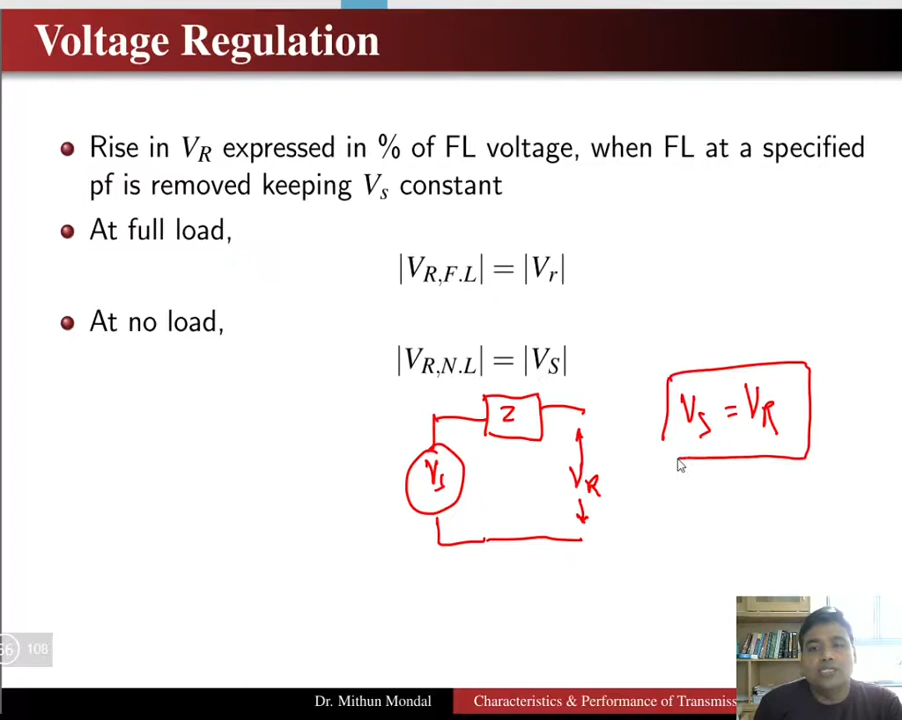 Voltage Regulation
Rise in V_R expressed in % of FL voltage, when FL at a specified
pf is removed keeping V_s constant
At full load,
|V_{R,F.L}| = |V_r|
At no load,
|V_{R,N.L}| = |V_S|
Z
V_s
V_R
V_S = V_R
108
Dr. Mithun Mondal
Characteristics & Performance of